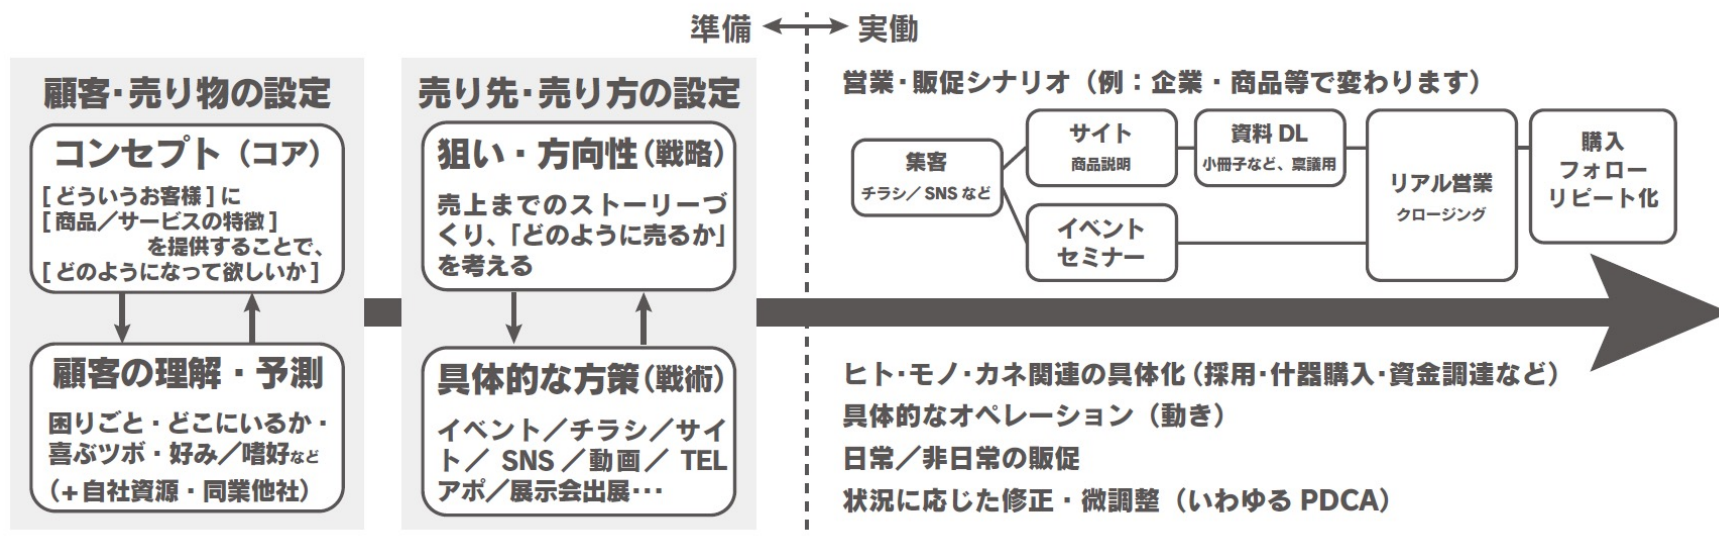 準備
実働
顧客・売り物の設定
コンセプト（コア）
[ どういうお客様 ] に
[ 商品／サービスの特徴 ]
を提供することで、
[ どのようになって欲しいか ]
顧客の理解・予測
困りごと・どこにいるか・
喜ぶツボ・好み／嗜好など
（+自社資源・同業他社）
売り先・売り方の設定
狙い・方向性（戦略）
売上までのストーリーづ
くり、「どのように売るか」
を考える
具体的な方策（戦術）
イベント／チラシ／サイ
ト／ SNS ／動画／ TEL
アポ／展示会出展…
営業・販促シナリオ（例：企業・商品等で変わります）
集客
チラシ／ SNS など
サイト
商品説明
資料 DL
小冊子など、稟議用
イベント
セミナー
リアル営業
クロージング
購入
フォロー
リピート化
ヒト・モノ・カネ関連の具体化（採用・什器購入・資金調達など）
具体的なオペレーション（動き）
日常／非日常の販促
状況に応じた修正・微調整（いわゆる PDCA）